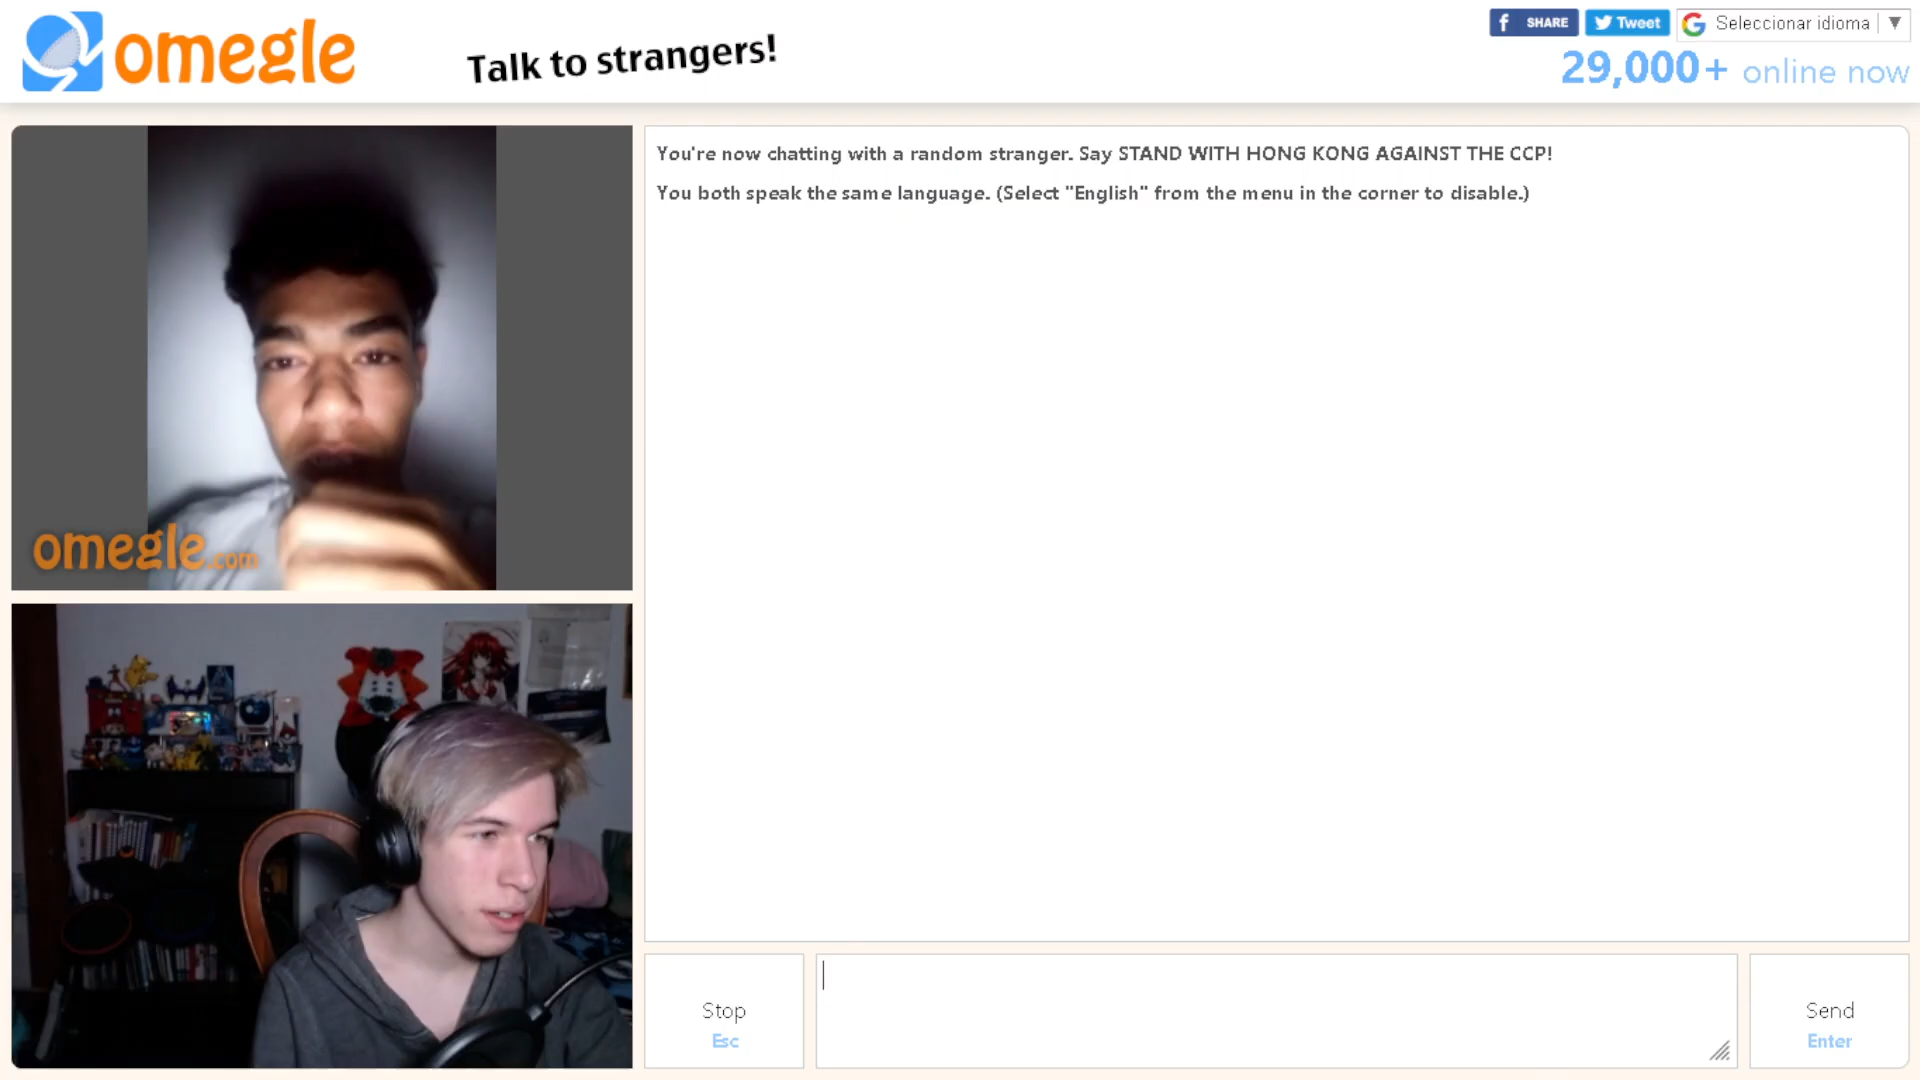 omegle
Talk to strangers!
f SHARE
Tweet
Seleccionar idioma ▼
29,000+ online now
You're now chatting with a random stranger. Say STAND WITH HONG KONG AGAINST THE CCP!
You both speak the same language. (Select "English" from the menu in the corner to disable.)
omegle.com
Stop
Esc
Send
Enter